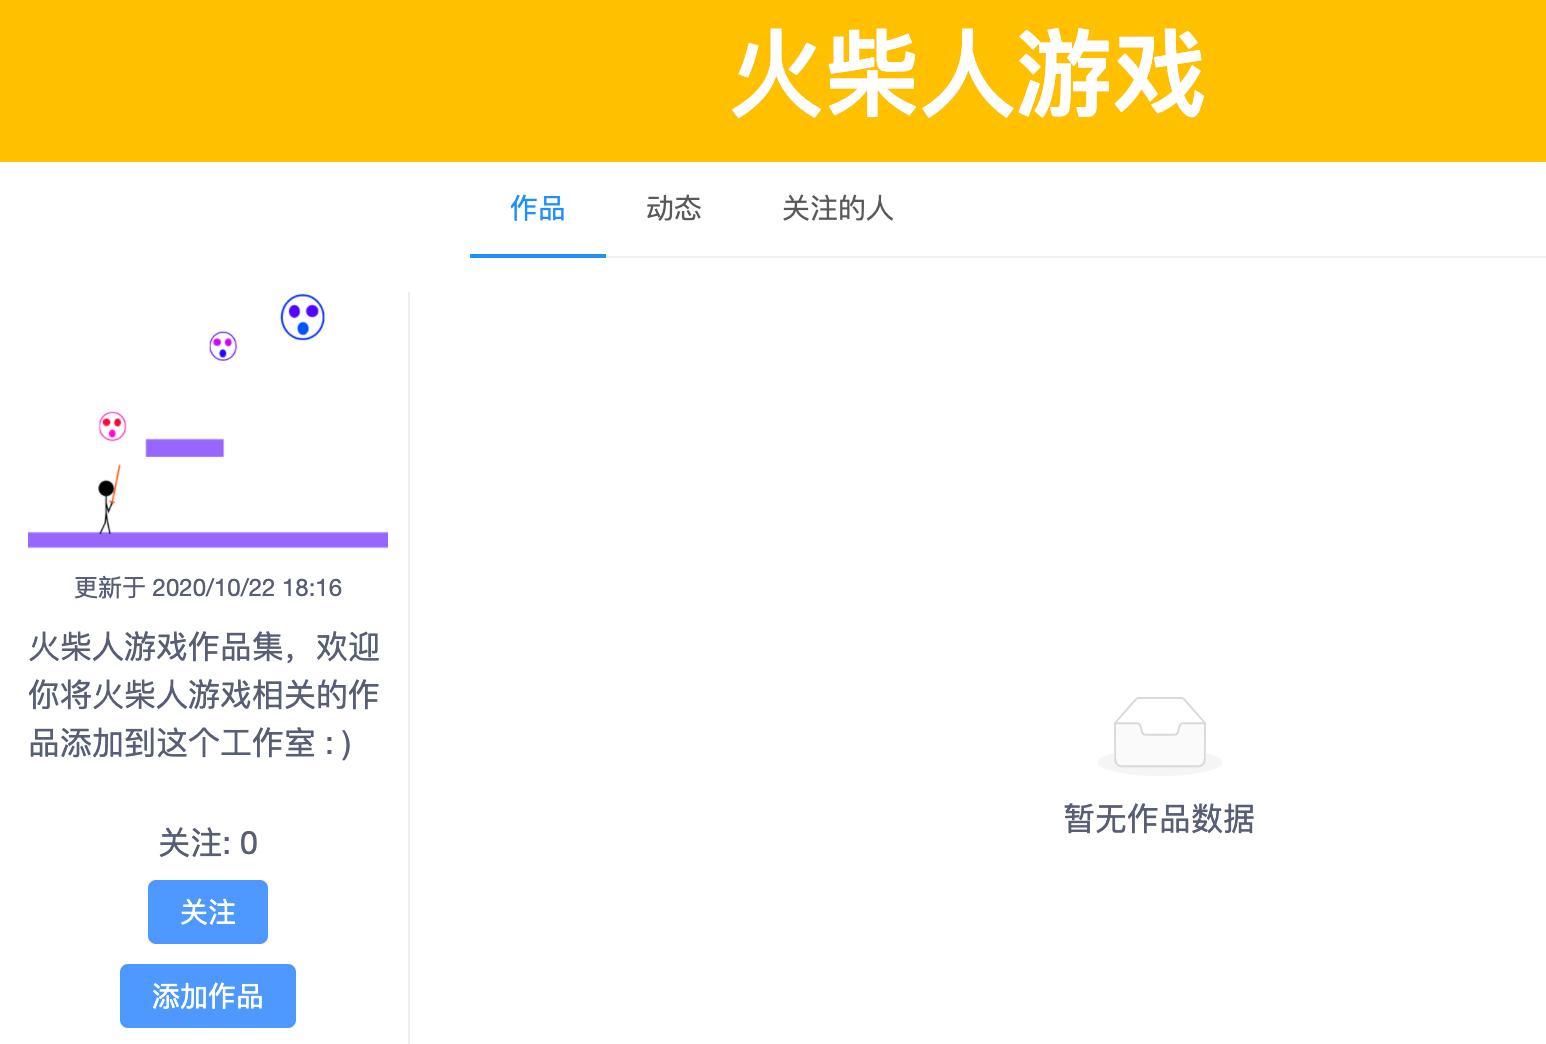 火柴人游戏
作品
动态
关注的人
更新于 2020/10/22 18:16
火柴人游戏作品集，欢迎
你将火柴人游戏相关的作
品添加到这个工作室 : )
关注: 0
关注
添加作品
暂无作品数据